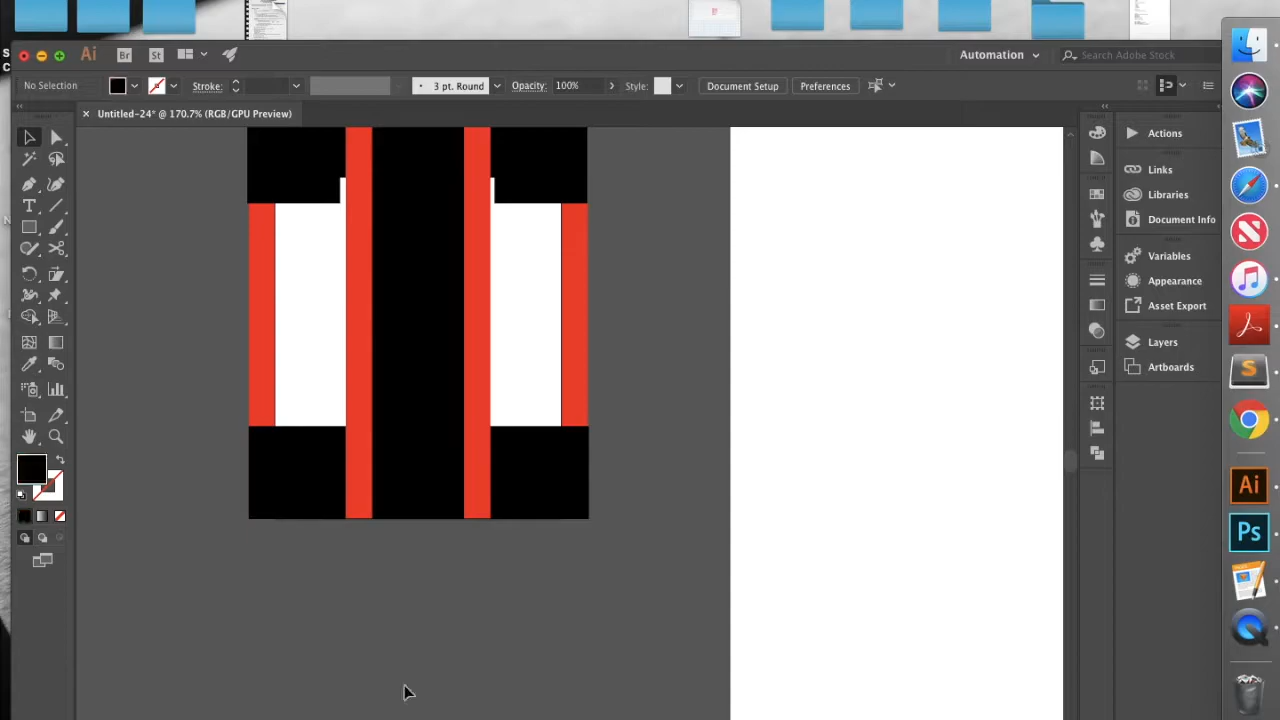 Ai Br St Automation Search Adobe Stock
No Selection Stroke: 3 pt. Round Opacity: 100% Style: Document Setup Preferences
× Untitled-24* @ 170.7% (RGB/GPU Preview)
Actions
Links
Libraries
Document Info
Variables
Appearance
Asset Export
Layers
Artboards
T
S
Ai
Ps